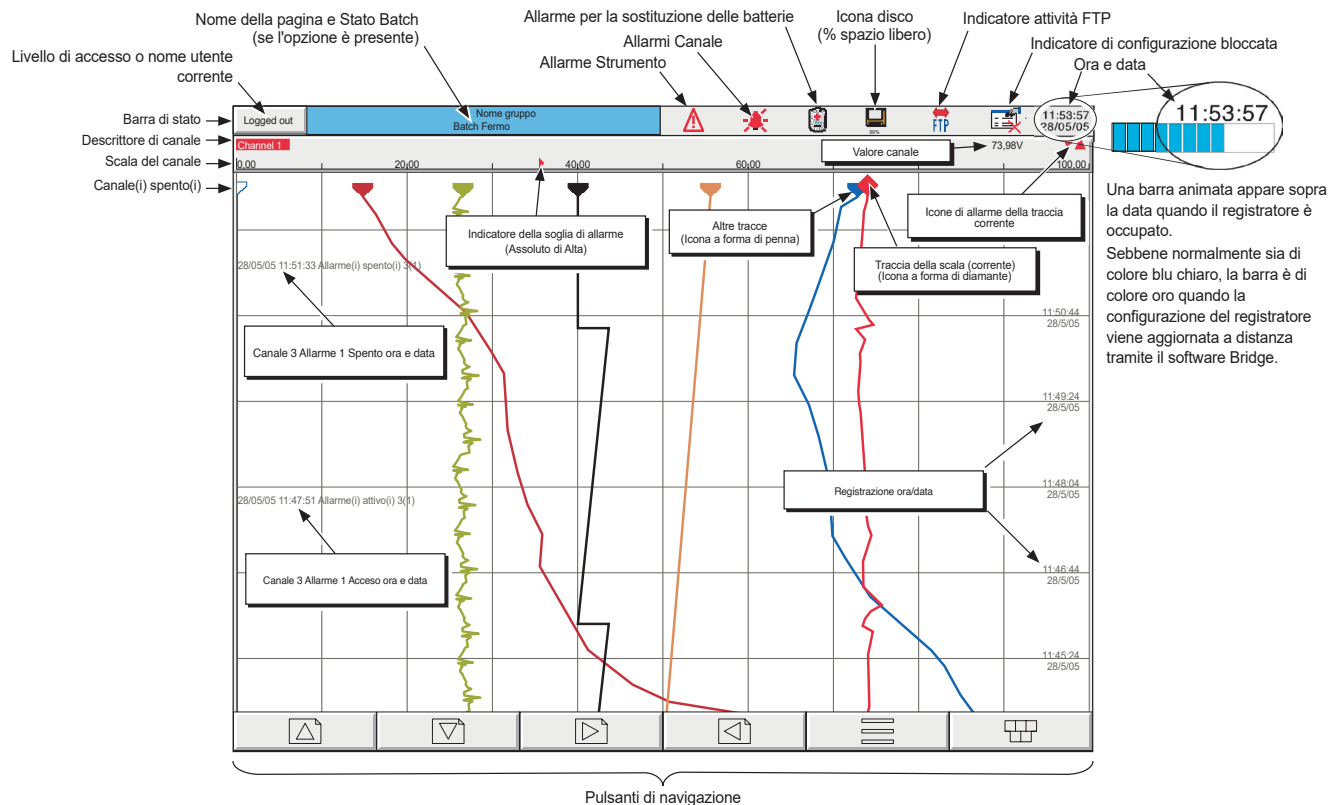 Nome della pagina e Stato Batch
(se l'opzione è presente)
Livello di accesso o nome utente
corrente
Allarme per la sostituzione delle batterie
Allarmi Canale
Allarme Strumento
Icona disco
(% spazio libero)
Indicatore attività FTP
Indicatore di configurazione bloccata
Ora e data
Barra di stato
Logged out
Nome gruppo
Batch Fermo
89%
FTP
11:53:57
28/05/05
11:53:57
Descrittore di canale
Channel 1
Scala del canale
0,00
20,00
40,00
60,00
100,00
Valore canale
73,98V
Canale(i) spento(i)
Indicatore della soglia di allarme
(Assoluto di Alta)
Altre tracce
(Icona a forma di penna)
Icone di allarme della traccia
corrente
Traccia della scala (corrente)
(Icona a forma di diamante)
Una barra animata appare sopra
la data quando il registratore è
occupato.
Sebbene normalmente sia di
colore blu chiaro, la barra è di
colore oro quando la
configurazione del registratore
viene aggiornata a distanza
tramite il software Bridge.
28/05/05 11:51:33 Allarme(i) spento(i) 3(1)
Canale 3 Allarme 1 Spento ora e data
11:50:44
28/5/05
11:49:24
28/5/05
Registrazione ora/data
11:48:04
28/5/05
28/05/05 11:47:51 Allarme(i) attivo(i) 3(1)
Canale 3 Allarme 1 Acceso ora e data
11:46:44
28/5/05
11:45:24
28/5/05
Pulsanti di navigazione